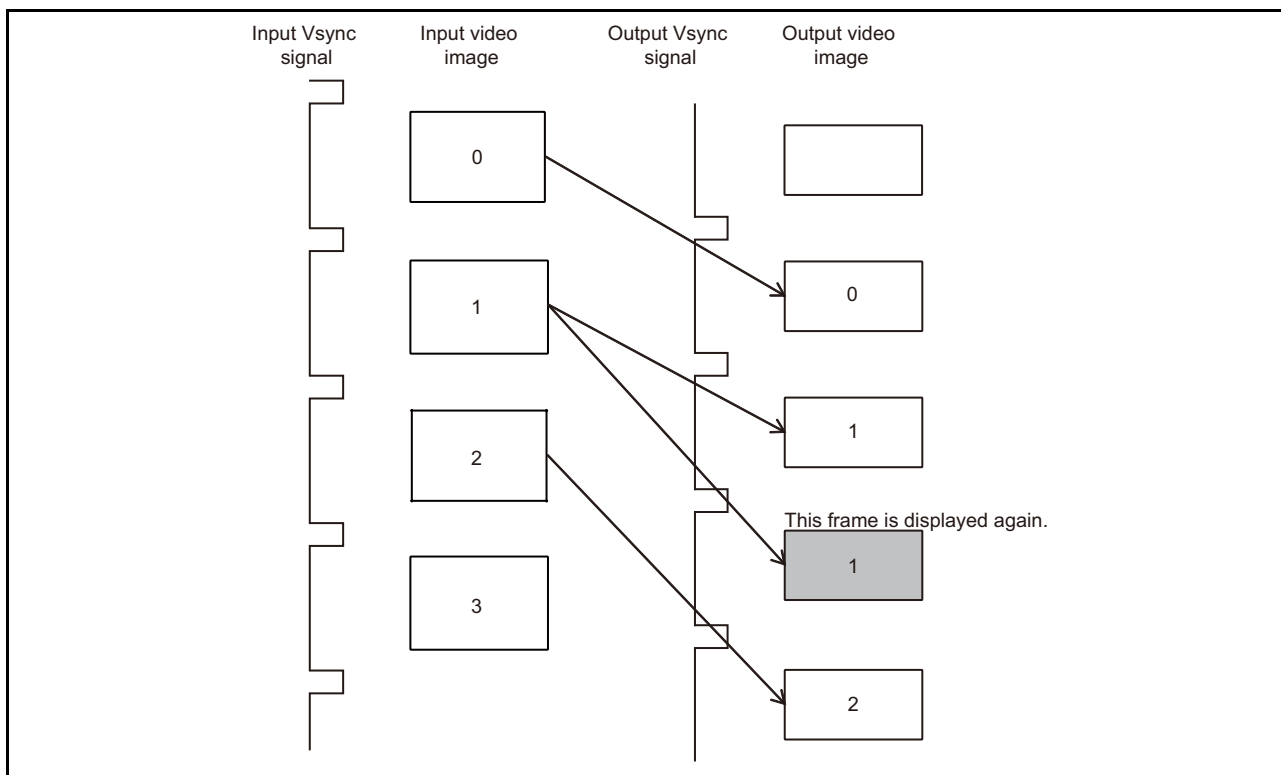 Input Vsync
signal
Input video
image
Output Vsync
signal
Output video
image
0
1
0
2
1
This frame is displayed again.
1
3
2